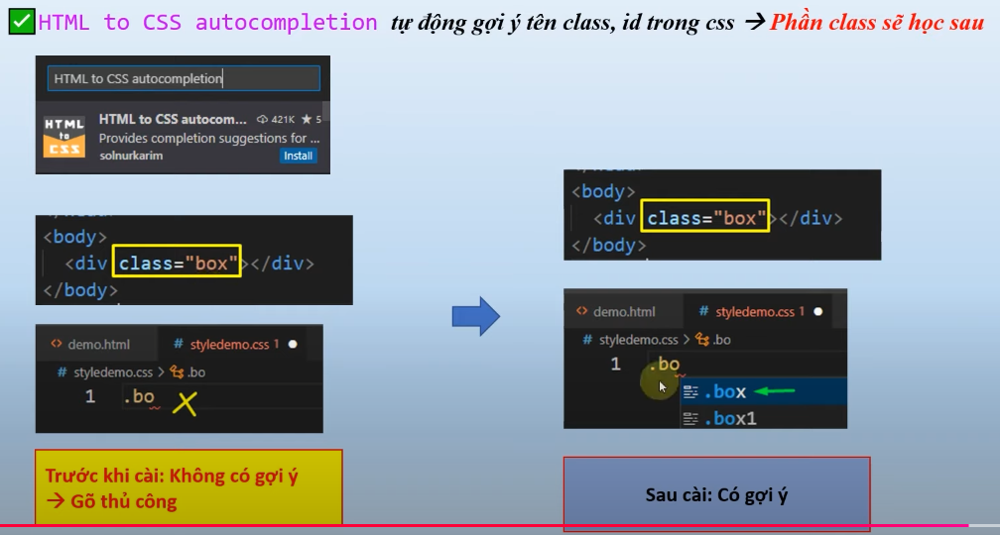 HTML to CSS autocompletion tự động gợi ý tên class, id trong css → Phần class sẽ học sau
HTML to CSS autocompletion
HTML to CSS autocom... 421K ★ 5
Provides completion suggestions for ...
solnurkarim Install
HTML
to
CSS
<body>
<div class="box"></div>
</body>
demo.html # styledemo.css 1 ●
# styledemo.css > .bo
1 .bo
Trước khi cài: Không có gợi ý
→ Gõ thủ công
<body>
<div class="box"></div>
</body>
demo.html # styledemo.css 1 ●
# styledemo.css > .bo
1 .bo
.box
.box1
Sau cài: Có gợi ý